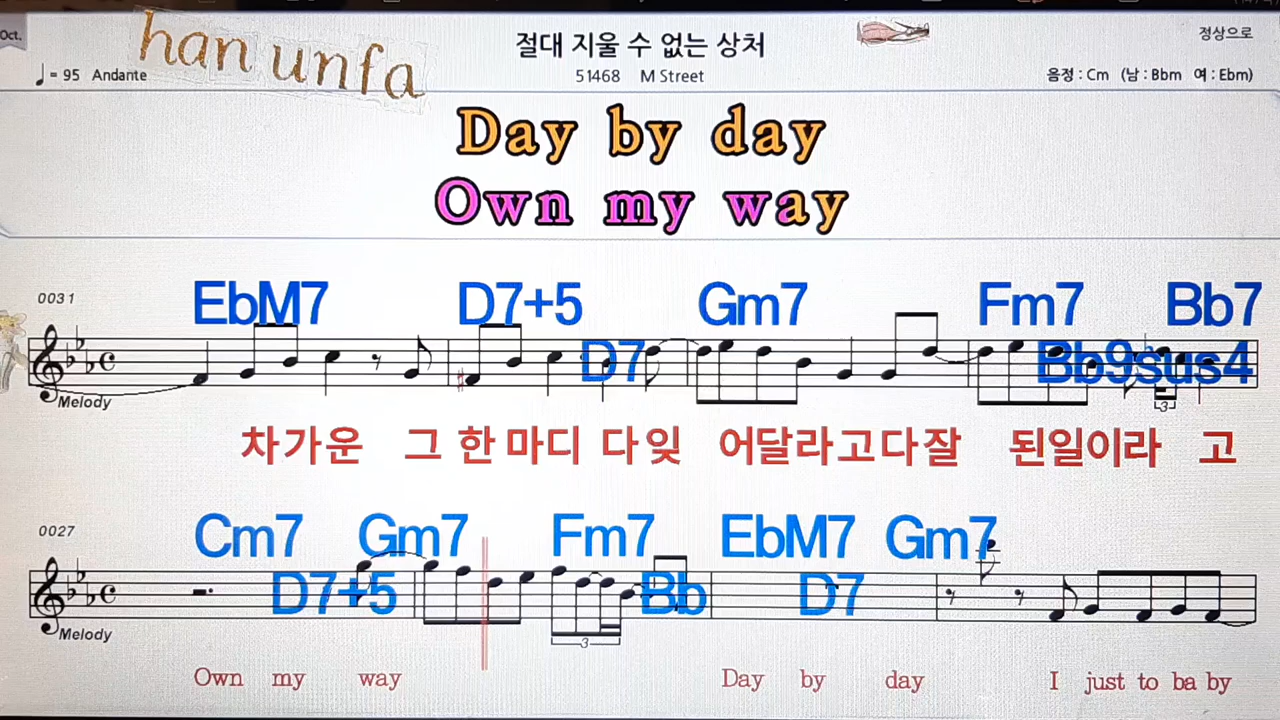 Oct.
han unfa
절대 지울 수 없는 상처
정상으로
♩= 95 Andante
51468 M Street
음정 : Cm (남 : Bbm 여 : Ebm)
Day by day
Own my way
0031
EbM7 D7+5 Gm7 Fm7 Bb7
D7 Bb9sus4
3
Melody
차가운 그 한 마디 다 잊 어달라고다잘 된일이라 고
0027
Cm7 Gm7 Fm7 EbM7 Gm7
D7+5 Bb D7
3
Melody
Own my way Day by day I just to ba by